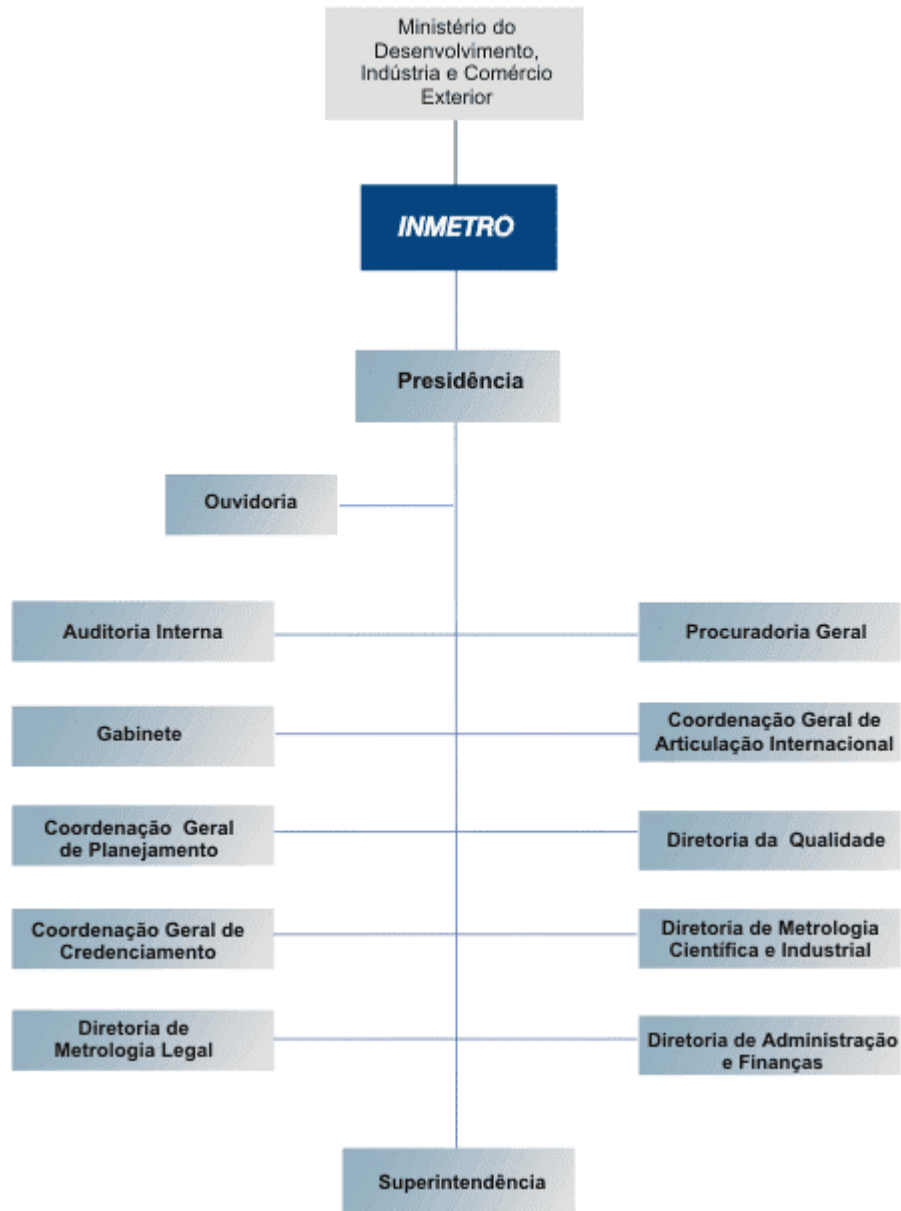 Ministério do
Desenvolvimento,
Indústria e Comércio
Exterior
INMETRO
Presidência
Ouvidoria
Auditoria Interna
Procuradoria Geral
Gabinete
Coordenação Geral de
Articulação Internacional
Coordenação Geral
de Planejamento
Diretoria da Qualidade
Coordenação Geral de
Credenciamento
Diretoria de Metrologia
Científica e Industrial
Diretoria de
Metrologia Legal
Diretoria de Administração
e Finanças
Superintendência